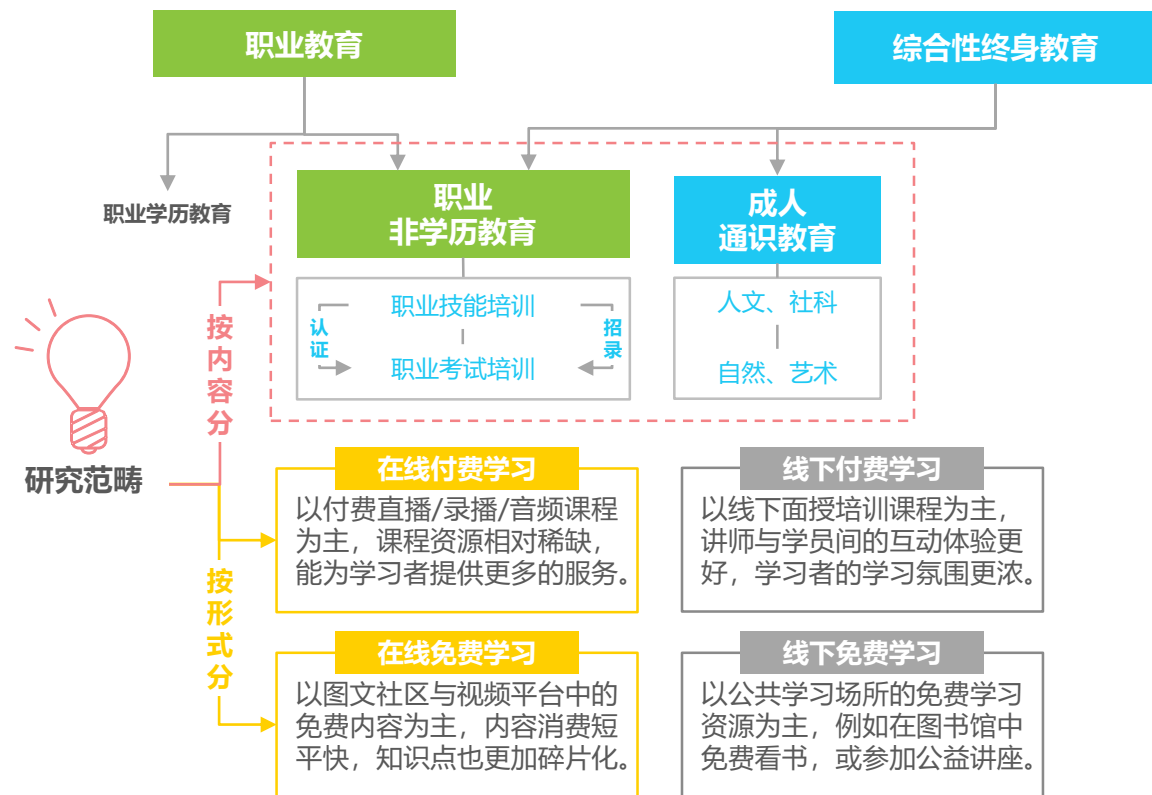 职业教育
综合性终身教育
职业学历教育
职业
非学历教育
成人
通识教育
认证
职业技能培训
职业考试培训
招录
人文、社科
自然、艺术
按内容分
研究范畴
按形式分
在线付费学习
以付费直播/录播/音频课程
为主，课程资源相对稀缺，
能为学习者提供更多的服务。
线下付费学习
以线下面授培训课程为主，
讲师与学员间的互动体验更
好，学习者的学习氛围更浓。
在线免费学习
以图文社区与视频平台中的
免费内容为主，内容消费短
平快，知识点也更加碎片化。
线下免费学习
以公共学习场所的免费学习
资源为主，例如在图书馆中
免费看书，或参加公益讲座。